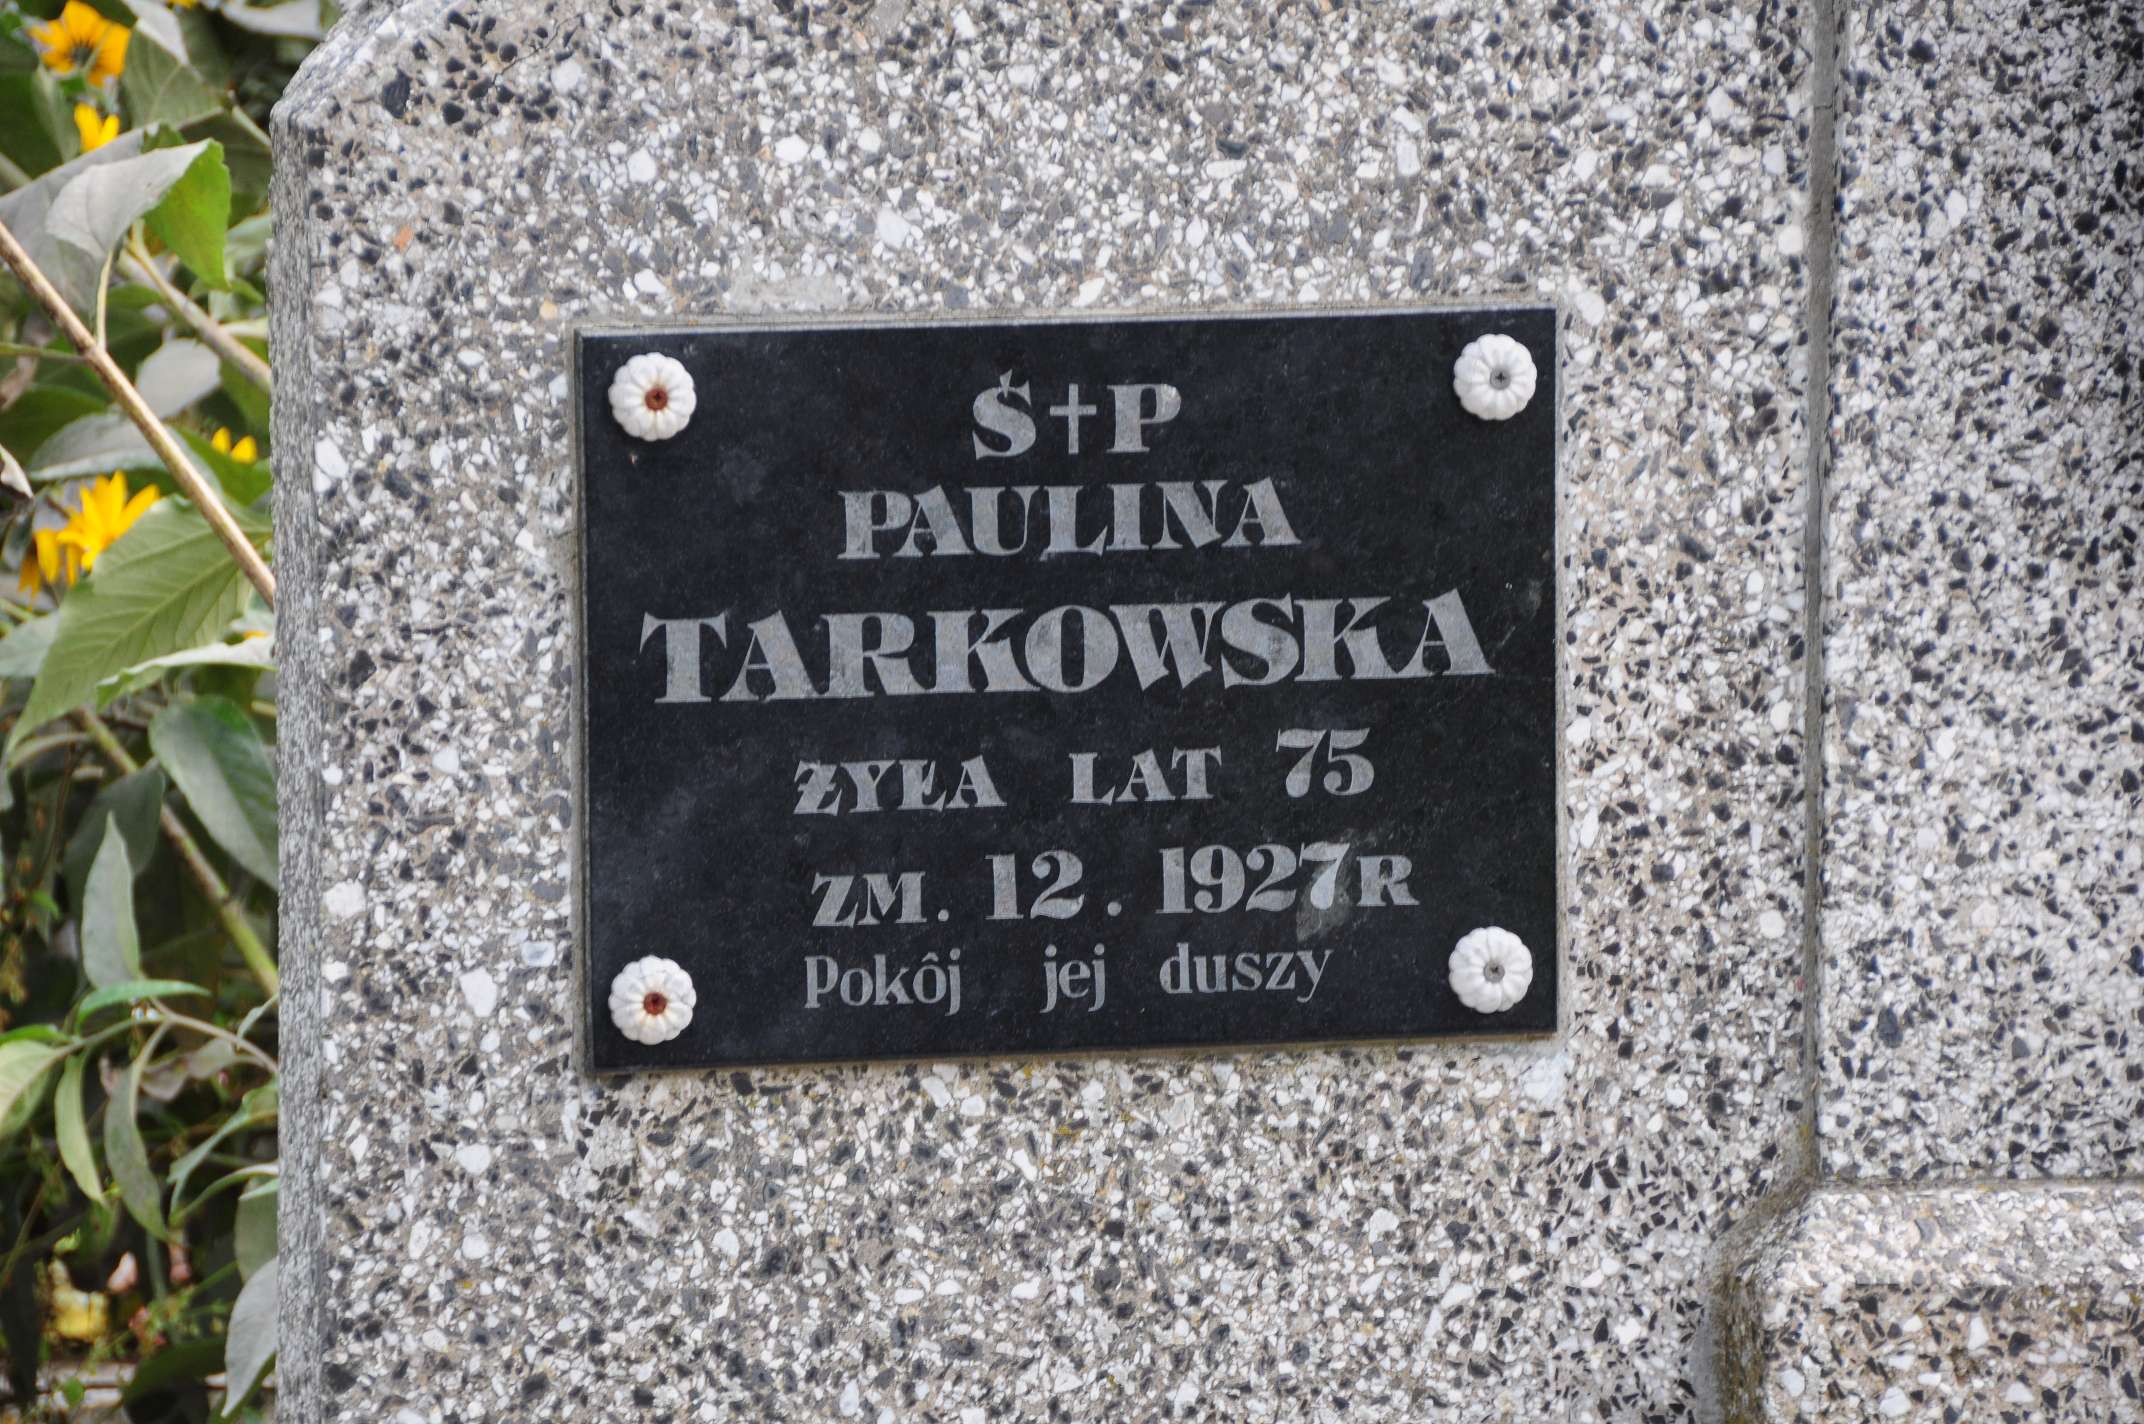 Ś+P
PAULINA
TARKOWSKA
ŻYŁA LAT 75
ZM. 12. 1927R
Pokôj jej duszy